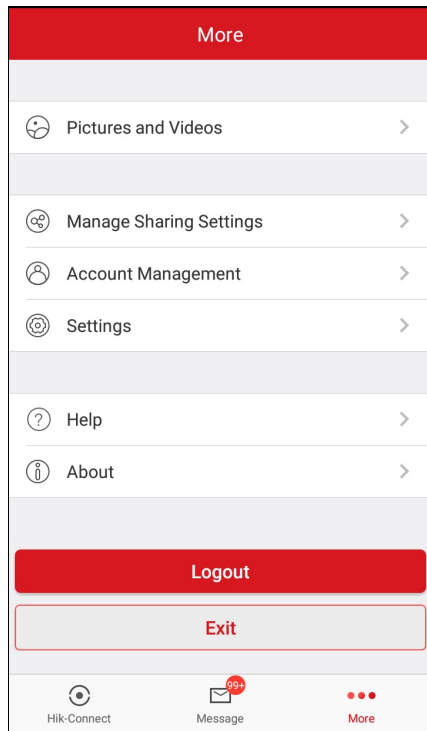 More
Pictures and Videos
Manage Sharing Settings
Account Management
Settings
Help
About
Logout
Exit
99+
Hik-Connect
Message
More